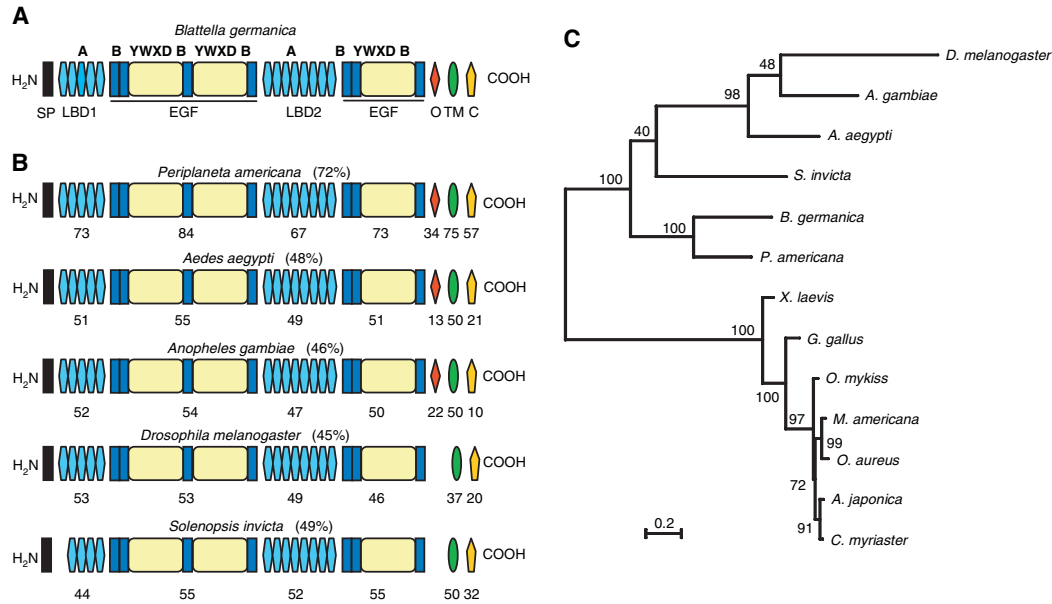 A
Blattella germanica
A B YWXD B YWXD B A B YWXD B
H2N COOH
SP LBD1 EGF LBD2 EGF O TM C
B
Periplaneta americana (72%)
H2N COOH
73 84 67 73 34 75 57
Aedes aegypti (48%)
H2N COOH
51 55 49 51 13 50 21
Anopheles gambiae (46%)
H2N COOH
52 54 47 50 22 50 10
Drosophila melanogaster (45%)
H2N COOH
53 53 49 46 37 20
Solenopsis invicta (49%)
H2N COOH
44 55 52 55 50 32
C
D. melanogaster
48
A. gambiae
98
A. aegypti
40
S. invicta
100
B. germanica
100
P. americana
X. laevis
100
G. gallus
O. mykiss
100
97
M. americana
99
O. aureus
72
A. japonica
91
C. myriaster
0.2